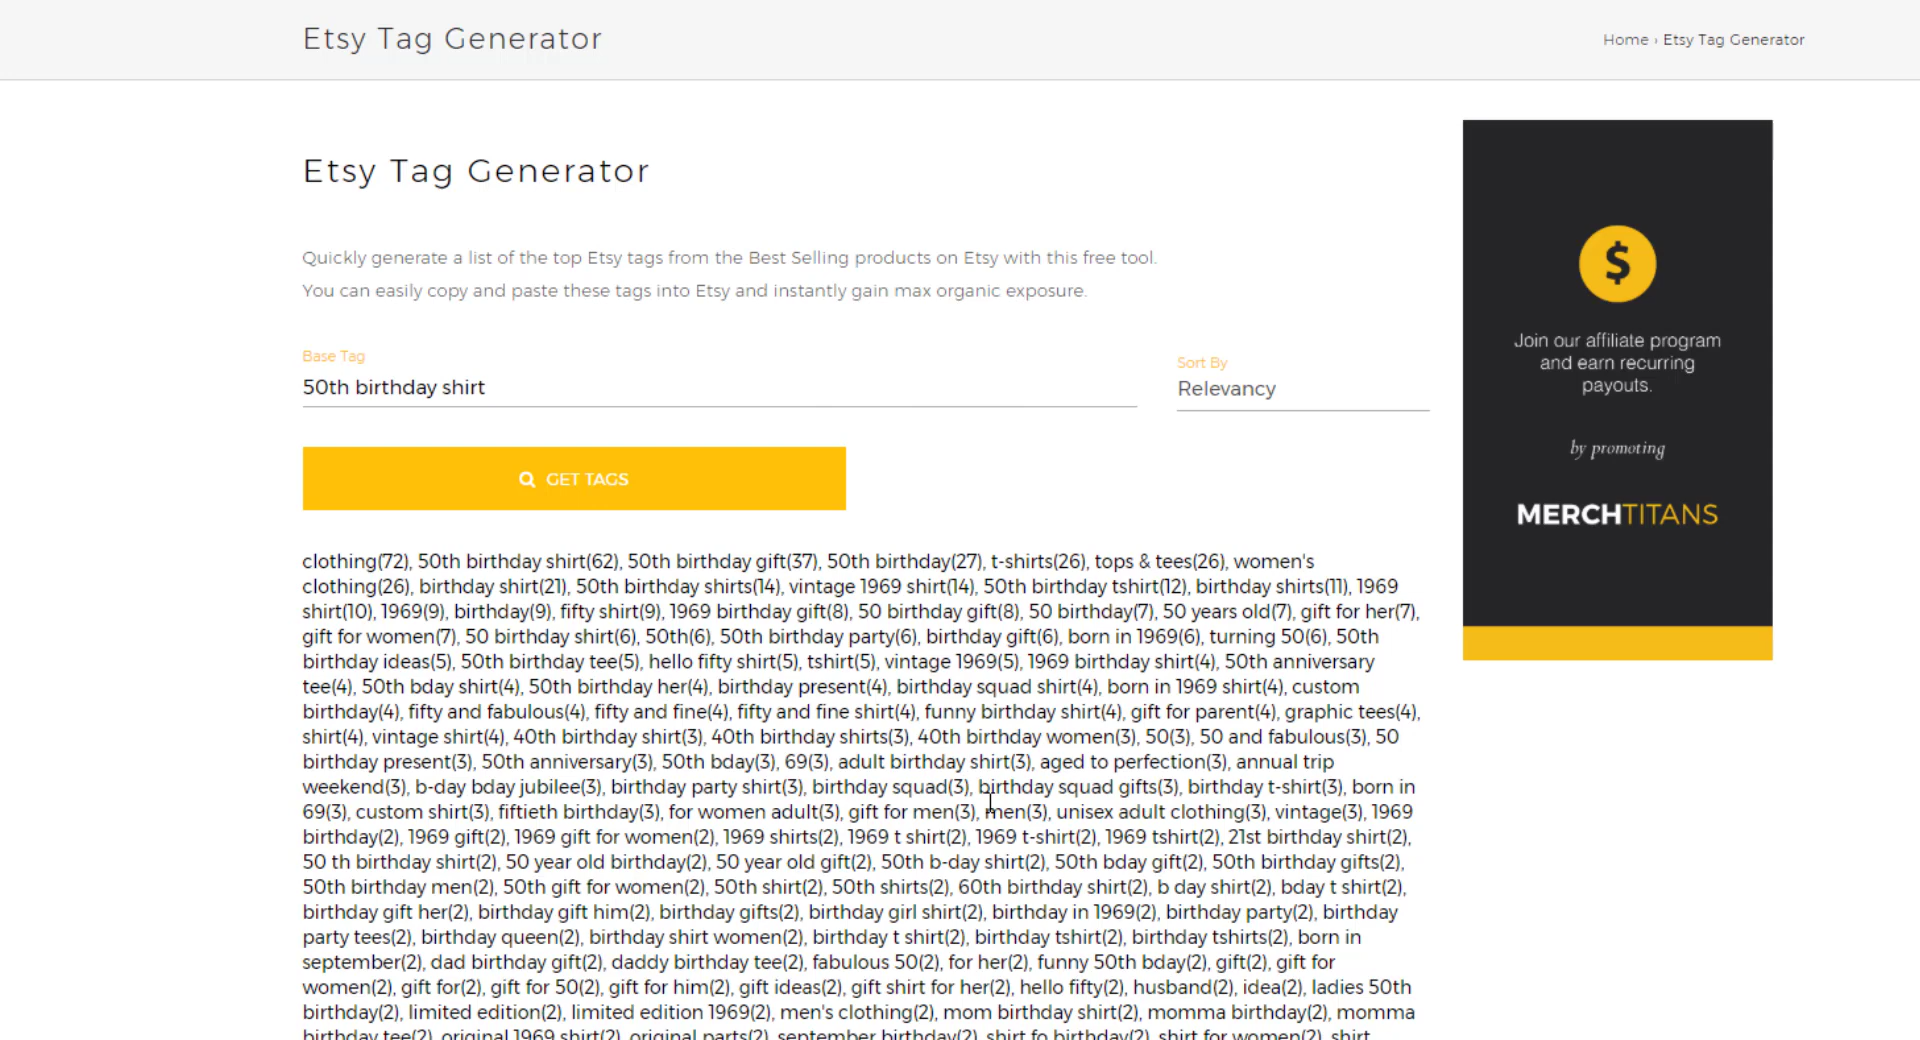 Etsy Tag Generator
Home › Etsy Tag Generator
Etsy Tag Generator
Quickly generate a list of the top Etsy tags from the Best Selling products on Etsy with this free tool.
You can easily copy and paste these tags into Etsy and instantly gain max organic exposure.
Base Tag
50th birthday shirt
Sort By
Relevancy
GET TAGS
clothing(72), 50th birthday shirt(62), 50th birthday gift(37), 50th birthday(27), t-shirts(26), tops & tees(26), women's
clothing(26), birthday shirt(21), 50th birthday shirts(14), vintage 1969 shirt(14), 50th birthday tshirt(12), birthday shirts(11), 1969
shirt(10), 1969(9), birthday(9), fifty shirt(9), 1969 birthday gift(8), 50 birthday gift(8), 50 birthday(7), 50 years old(7), gift for her(7),
gift for women(7), 50 birthday shirt(6), 50th(6), 50th birthday party(6), birthday gift(6), born in 1969(6), turning 50(6), 50th
birthday ideas(5), 50th birthday tee(5), hello fifty shirt(5), tshirt(5), vintage 1969(5), 1969 birthday shirt(4), 50th anniversary
tee(4), 50th bday shirt(4), 50th birthday her(4), birthday present(4), birthday squad shirt(4), born in 1969 shirt(4), custom
birthday(4), fifty and fabulous(4), fifty and fine(4), fifty and fine shirt(4), funny birthday shirt(4), gift for parent(4), graphic tees(4),
shirt(4), vintage shirt(4), 40th birthday shirt(3), 40th birthday shirts(3), 40th birthday women(3), 50(3), 50 and fabulous(3), 50
birthday present(3), 50th anniversary(3), 50th bday(3), 69(3), adult birthday shirt(3), aged to perfection(3), annual trip
weekend(3), b-day bday jubilee(3), birthday party shirt(3), birthday squad(3), birthday squad gifts(3), birthday t-shirt(3), born in
69(3), custom shirt(3), fiftieth birthday(3), for women adult(3), gift for men(3), men(3), unisex adult clothing(3), vintage(3), 1969
birthday(2), 1969 gift(2), 1969 gift for women(2), 1969 shirts(2), 1969 t shirt(2), 1969 t-shirt(2), 1969 tshirt(2), 21st birthday shirt(2),
50 th birthday shirt(2), 50 year old birthday(2), 50 year old gift(2), 50th b-day shirt(2), 50th bday gift(2), 50th birthday gifts(2),
50th birthday men(2), 50th gift for women(2), 50th shirt(2), 50th shirts(2), 60th birthday shirt(2), b day shirt(2), bday t shirt(2),
birthday gift her(2), birthday gift him(2), birthday gifts(2), birthday girl shirt(2), birthday in 1969(2), birthday party(2), birthday
party tees(2), birthday queen(2), birthday shirt women(2), birthday t shirt(2), birthday tshirt(2), birthday tshirts(2), born in
september(2), dad birthday gift(2), daddy birthday tee(2), fabulous 50(2), for her(2), funny 50th bday(2), gift(2), gift for
women(2), gift for(2), gift for 50(2), gift for him(2), gift ideas(2), gift shirt for her(2), hello fifty(2), husband(2), idea(2), ladies 50th
birthday(2), limited edition(2), limited edition 1969(2), men's clothing(2), mom birthday shirt(2), momma birthday(2), momma
birthday tee(2), original 1969 shirt(2), original parts(2), september birthday(2), shirt fo birthday(2), shirt for women(2), shirt
$
Join our affiliate program
and earn recurring
payouts.
by promoting
MERCHTITANS